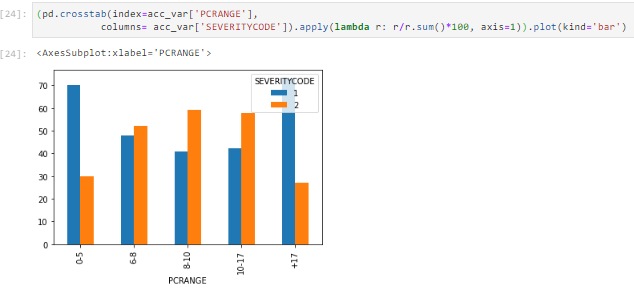 [24]: (pd.crosstab(index=acc_var['PCRANGE'],
columns= acc_var['SEVERITYCODE']).apply(lambda r: r/r.sum()*100, axis=1)).plot(kind='bar')
[24]: <AxesSubplot:xlabel='PCRANGE'>
SEVERITYCODE
1
2
70
60
50
40
30
20
10
0
0-5 6-8 8-10 10-17 +17
PCRANGE